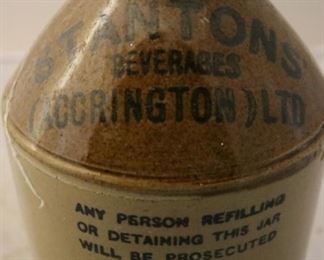 STANTONS
BEVERAGES
(ACCRINGTON) LTD
ANY PERSON REFILLING
OR DETAINING THIS JAR
WILL BE PROSECUTED